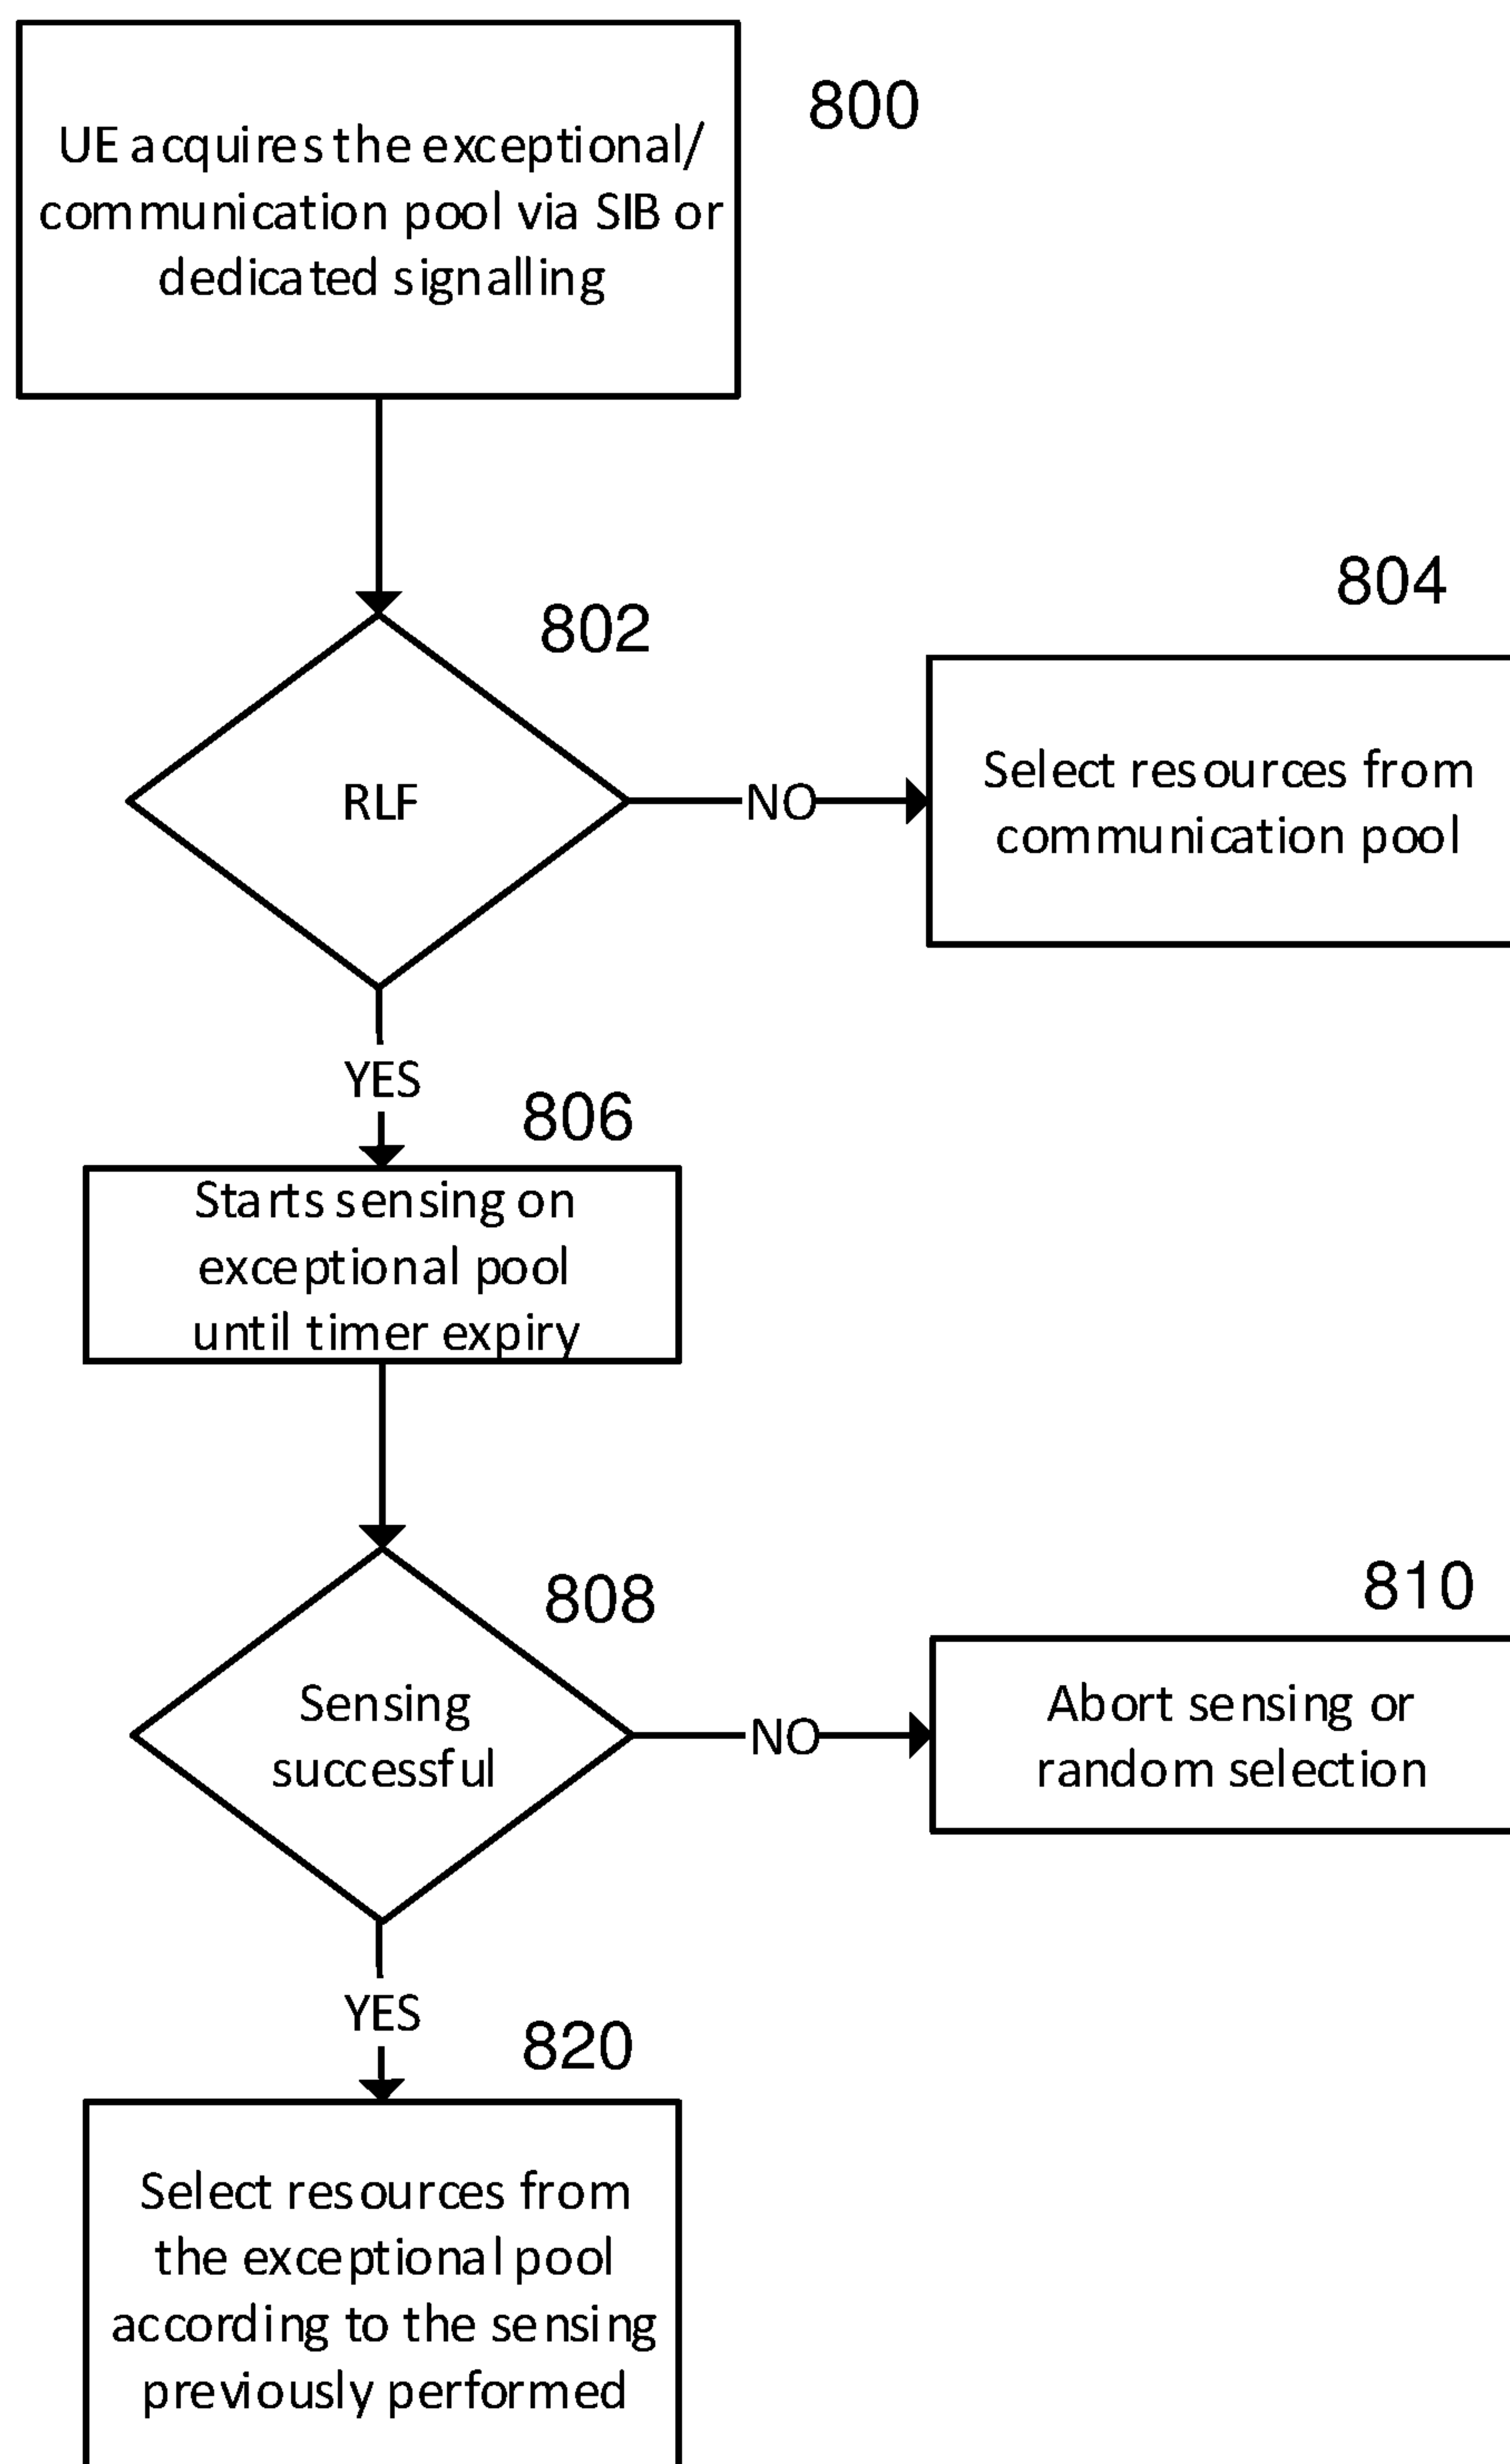 UE acquires the exceptional/
communication pool via SIB or
dedicated signalling
800
802
RLF
NO
804
Select resources from
communication pool
YES
806
Starts sensing on
exceptional pool
until timer expiry
808
Sensing
successful
NO
810
Abort sensing or
random selection
YES
820
Select resources from
the exceptional pool
according to the sensing
previously performed